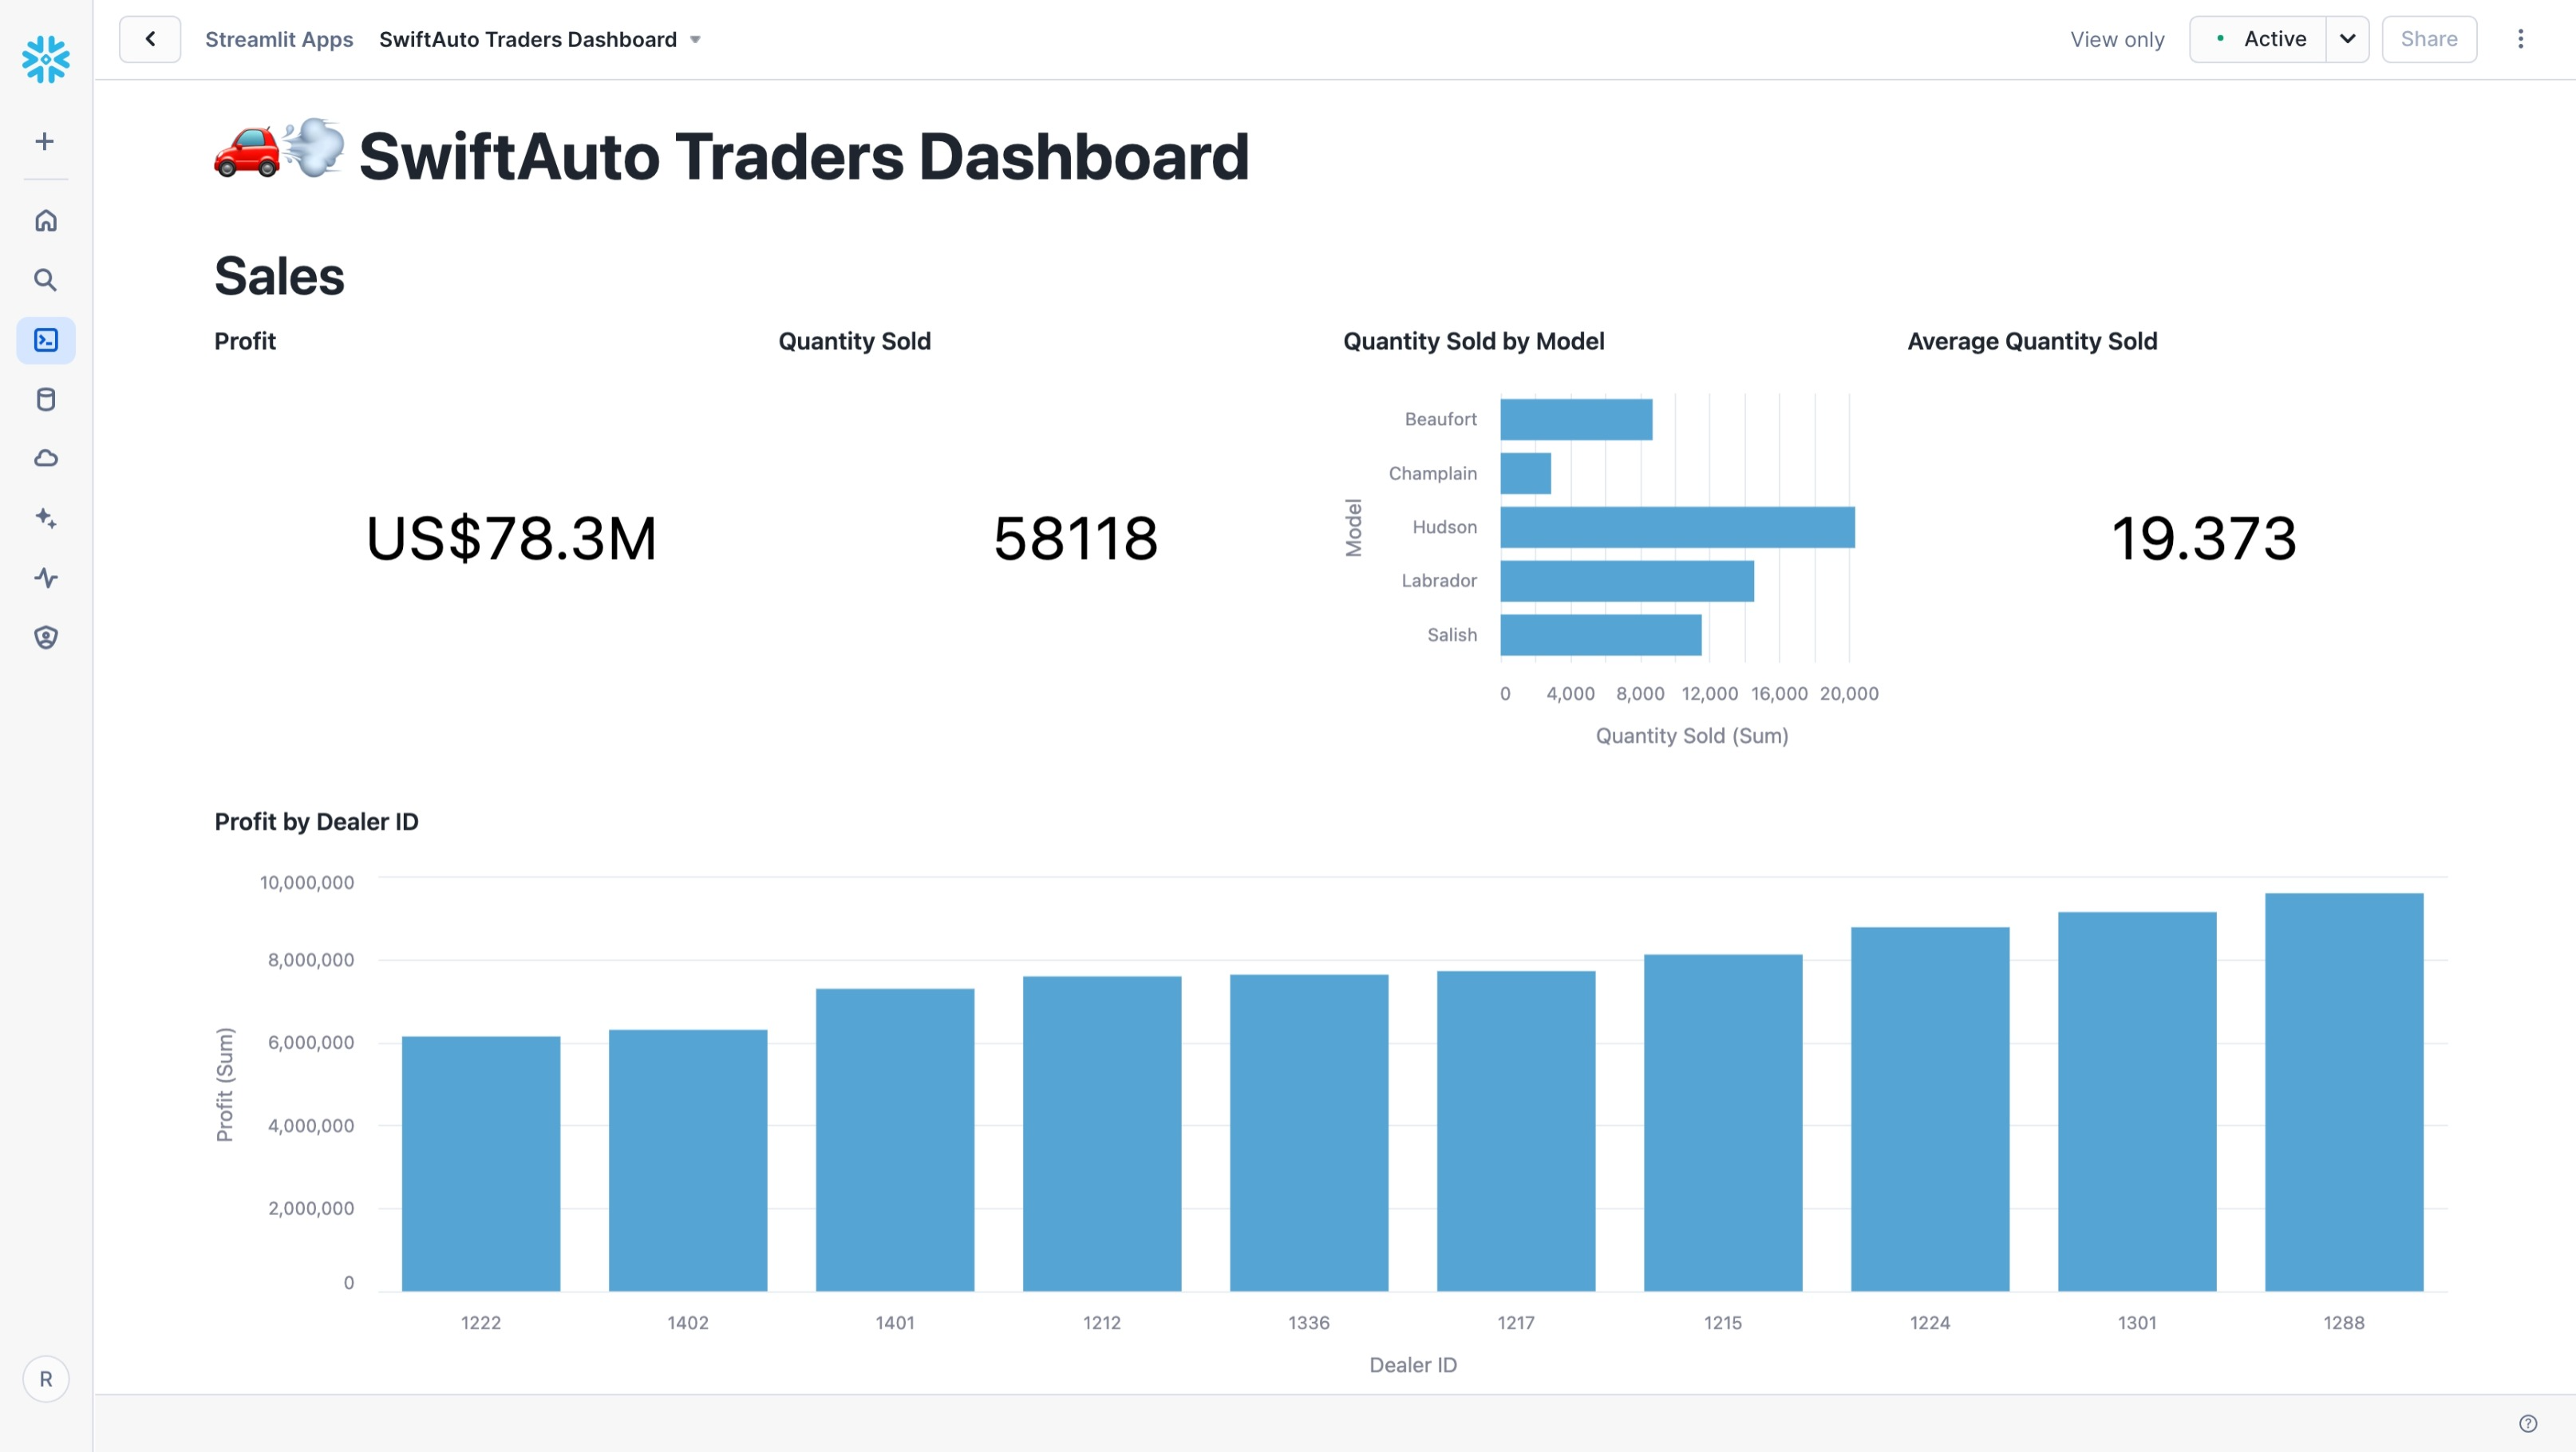 Streamlit Apps SwiftAuto Traders Dashboard
View only
Active
Share
SwiftAuto Traders Dashboard
Sales
Profit
US$78.3M
Quantity Sold
58118
Quantity Sold by Model
Model
Beaufort
Champlain
Hudson
Labrador
Salish
0 4,000 8,000 12,000 16,000 20,000
Quantity Sold (Sum)
Average Quantity Sold
19.373
Profit by Dealer ID
Profit (Sum)
10,000,000
8,000,000
6,000,000
4,000,000
2,000,000
0
1222 1402 1401 1212 1336 1217 1215 1224 1301 1288
Dealer ID
R